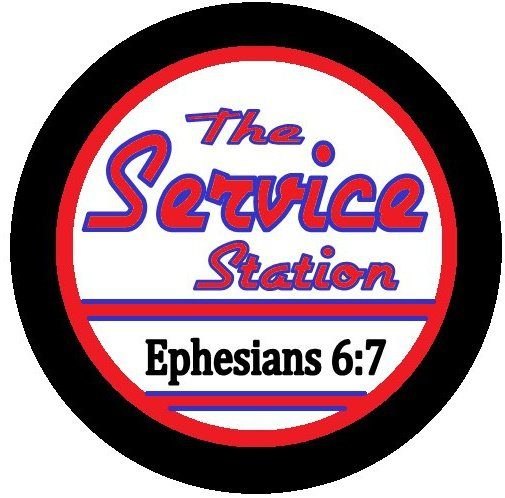 The
Service
Station
Ephesians 6:7